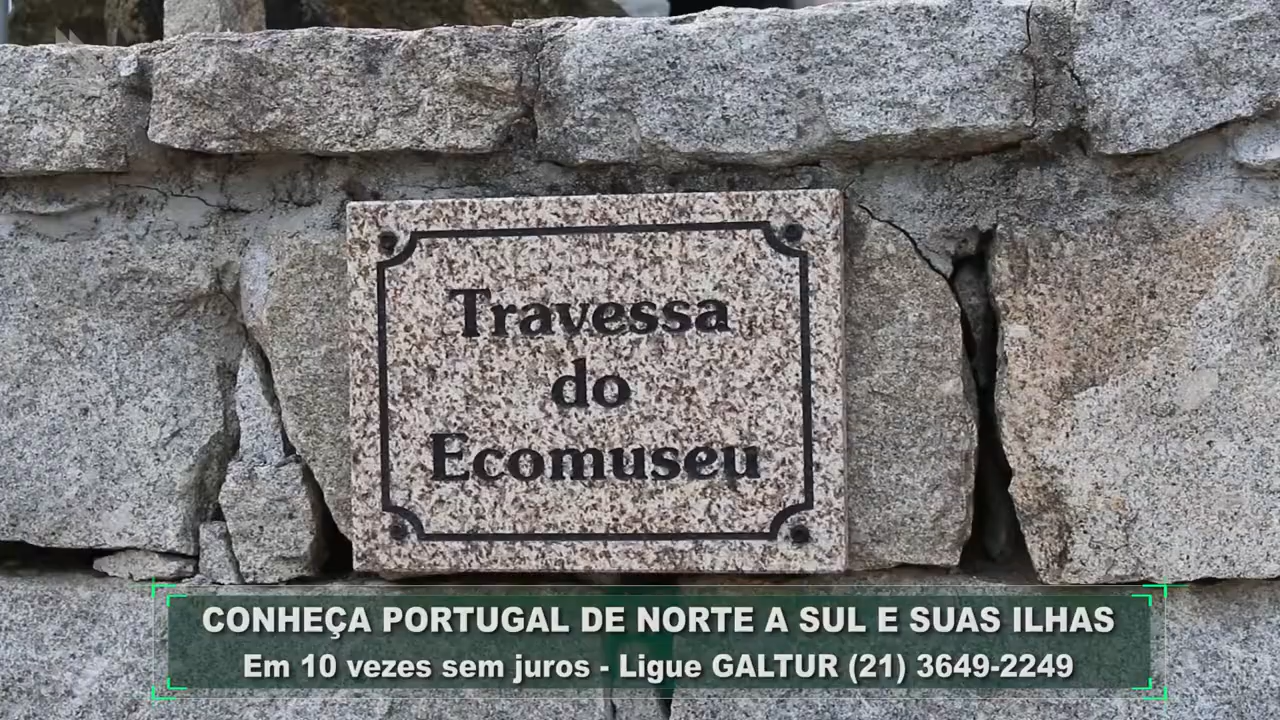 Travessa
do
Ecomuseu
CONHEÇA PORTUGAL DE NORTE A SUL E SUAS ILHAS
Em 10 vezes sem juros - Ligue GALTUR (21) 3649-2249